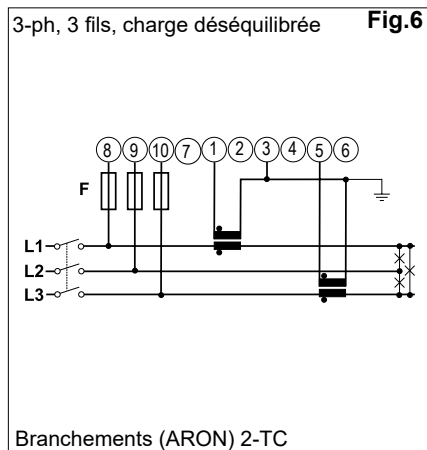 3-ph, 3 fils, charge déséquilibrée Fig.6
8 9 10 7 1 2 3 4 5 6
F
L1
L2
L3
Branchements (ARON) 2-TC